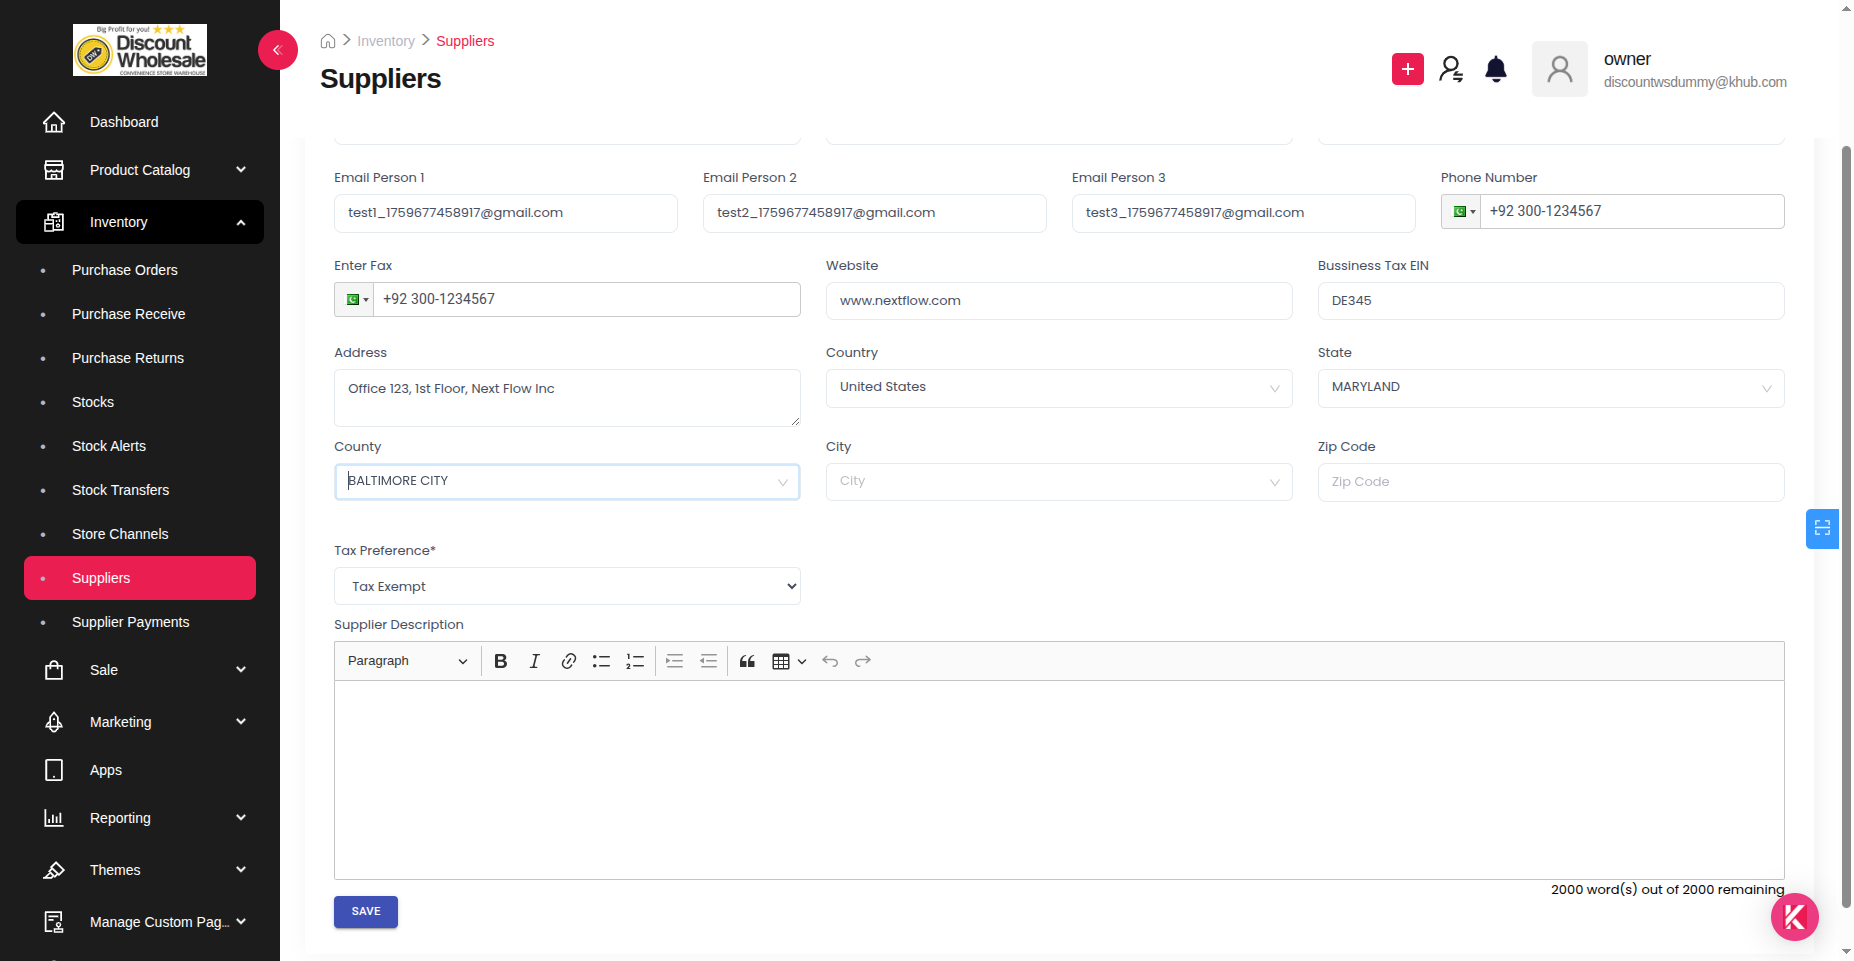 Big Profit for you!
Discount
Wholesale
CONVENIENCE STORE WAREHOUSE
DW
Dashboard
Product Catalog
Inventory
Purchase Orders
Purchase Receive
Purchase Returns
Stocks
Stock Alerts
Stock Transfers
Store Channels
Suppliers
Supplier Payments
Sale
Marketing
Apps
Reporting
Themes
Manage Custom Pag...
Inventory
Suppliers
Suppliers
owner
discountwsdummy@khub.com
Email Person 1
Email Person 2
Email Person 3
Phone Number
test1_1759677458917@gmail.com
test2_1759677458917@gmail.com
test3_1759677458917@gmail.com
+92 300-1234567
Enter Fax
Website
Bussiness Tax EIN
+92 300-1234567
www.nextflow.com
DE345
Address
Country
State
Office 123, 1st Floor, Next Flow Inc
United States
MARYLAND
County
City
Zip Code
BALTIMORE CITY
City
Zip Code
Tax Preference*
Tax Exempt
Supplier Description
Paragraph
2000 word(s) out of 2000 remaining
SAVE